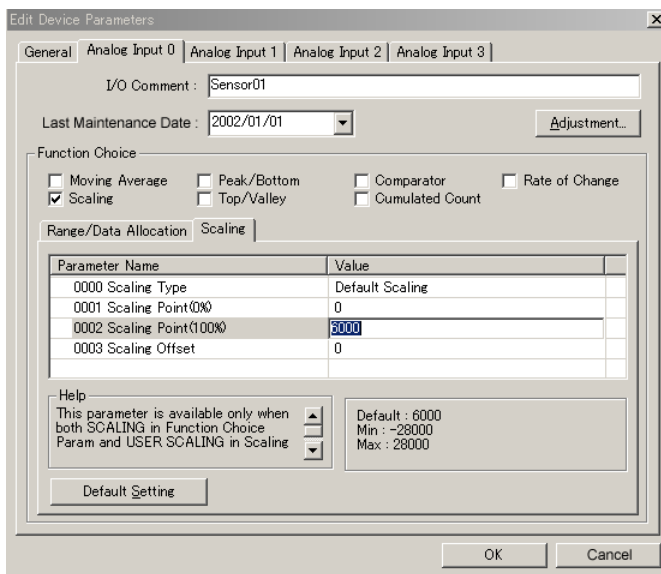 Edit Device Parameters
General Analog Input 0 Analog Input 1 Analog Input 2 Analog Input 3
I/O Comment : Sensor01
Last Maintenance Date : 2002/01/01
Adjustment...
Function Choice
Moving Average Peak/Bottom Comparator Rate of Change
Scaling Top/Valley Cumulated Count
Range/Data Allocation Scaling
Parameter Name Value
0000 Scaling Type Default Scaling
0001 Scaling Point(0%) 0
0002 Scaling Point(100%) 6000
0003 Scaling Offset 0
Help
This parameter is available only when
both SCALING in Function Choice
Param and USER SCALING in Scaling
Default : 6000
Min : -28000
Max : 28000
Default Setting
OK Cancel